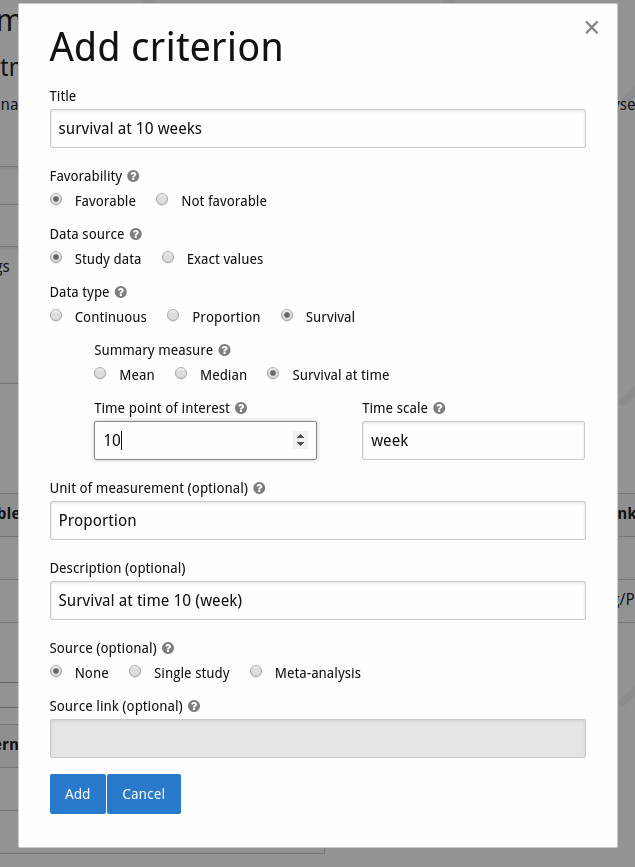 Add criterion
×
Title
survival at 10 weeks
Favorability ?
Favorable Not favorable
Data source ?
Study data Exact values
Data type ?
Continuous Proportion Survival
Summary measure ?
Mean Median Survival at time
Time point of interest ? Time scale ?
10 week
Unit of measurement (optional) ?
Proportion
Description (optional)
Survival at time 10 (week)
Source (optional) ?
None Single study Meta-analysis
Source link (optional) ?
Add Cancel